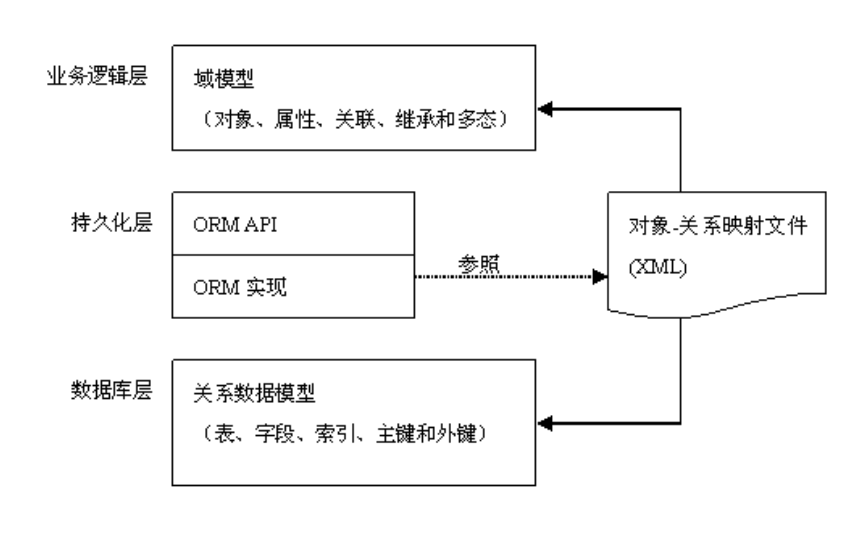 业务逻辑层
域模型
（对象、属性、关联、继承和多态）
持久化层
ORM API
ORM 实现
参照
对象-关系映射文件
(XML)
数据库层
关系数据模型
（表、字段、索引、主键和外键）